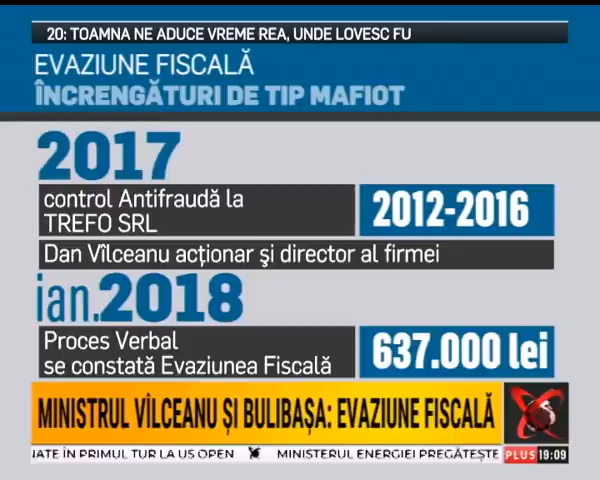 20: TOAMNA NE ADUCE VREME REA, UNDE LOVESC FU
EVAZIUNE FISCALĂ
ÎNCRENGĂTURI DE TIP MAFIOT
2017
control Antifraudă la
TREFO SRL
2012-2016
Dan Vîlceanu acționar și director al firmei
ian.2018
Proces Verbal
se constată Evaziunea Fiscală
637.000 lei
MINISTRUL VÎLCEANU ȘI BULIBAȘA: EVAZIUNE FISCALĂ
IATE ÎN PRIMUL TUR LA US OPEN MINISTERUL ENERGIEI PREGĂTEȘTE
PLUS 19:09